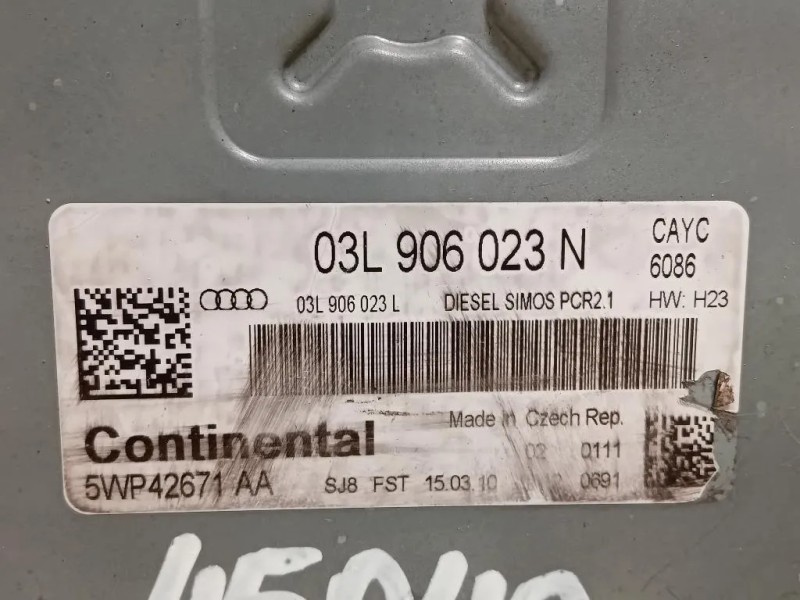 03L 906 023 N
CAYC
6086
03L 906 023 L DIESEL SIMOS PCR2.1 HW: H23
Continental
Made in Czech Rep.
02 0111
5WP42671 AA SJ8 FST 15.03.10 0691